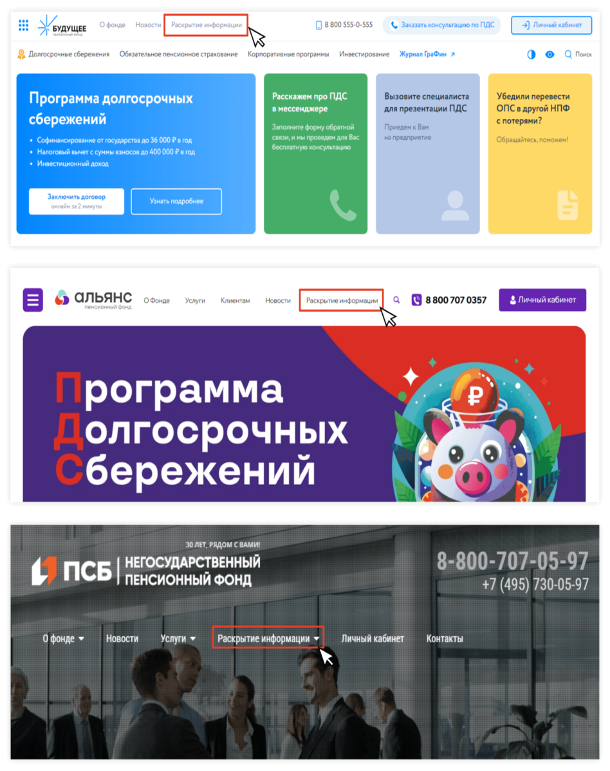 БУДУЩЕЕ
О фонде
Новости
Раскрытие информации
8 800 555-0-555
Заказать консультацию по ПДС
Личный кабинет
Долгосрочные сбережения
Обязательное пенсионное страхование
Корпоративные программы
Инвестирование
Журнал ГраФин
Поиск
Программа долгосрочных
сбережений
• Софинансирование от государства до 36 000 ₽ в год
• Налоговый вычет с суммы взносов до 400 000 ₽ в год
• Инвестиционный доход
Заключить договор
онлайн за 2 минуты
Узнать подробнее
Расскажем про ПДС
в мессенджере
Заполните форму обратной
связи, и мы проведем для Вас
бесплатную консультацию
Вызовите специалиста
для презентации ПДС
Приедем к Вам
на предприятие
Убедили перевести
ОПС в другой НПФ
с потерями?
Обращайтесь, поможем!
альянс
пенсионный фонд
О Фонде
Услуги
Клиентам
Новости
Раскрытие информации
8 800 707 0357
Личный кабинет
Программа
Долгосрочных
Сбережений
₽
30 ЛЕТ, РЯДОМ С ВАМИ!
ПСБ
НЕГОСУДАРСТВЕННЫЙ
ПЕНСИОННЫЙ ФОНД
8-800-707-05-97
+7 (495) 730-05-97
О фонде
Новости
Услуги
Раскрытие информации
Личный кабинет
Контакты